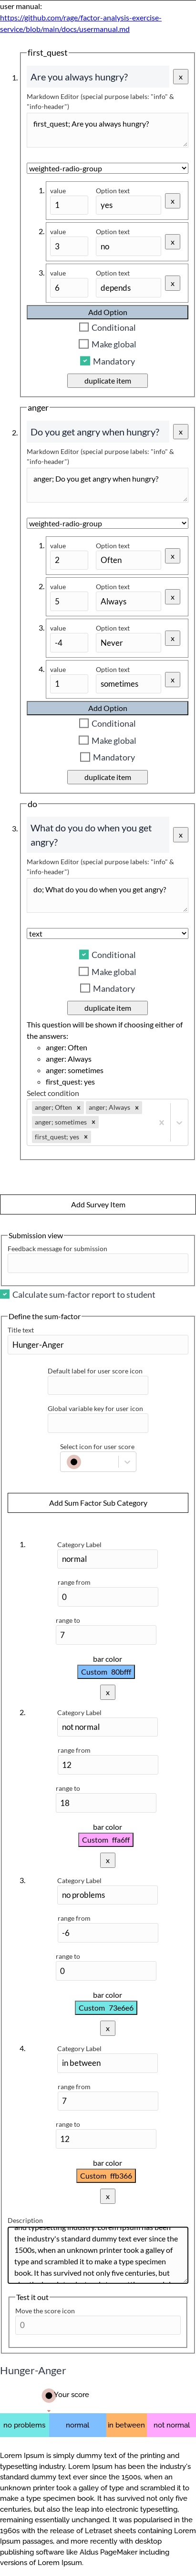 user manual:
https://github.com/rage/factor-analysis-exercise-
service/blob/main/docs/usermanual.md
first_quest
1.
Are you always hungry?
x
Markdown Editor (special purpose labels: "info" &
"info-header")
first_quest; Are you always hungry?
weighted-radio-group
1.
value
Option text
1
yes
x
2.
value
Option text
3
no
x
3.
value
Option text
6
depends
x
Add Option
Conditional
Make global
Mandatory
duplicate item
anger
2.
Do you get angry when hungry?
x
Markdown Editor (special purpose labels: "info" &
"info-header")
anger; Do you get angry when hungry?
weighted-radio-group
1.
value
Option text
2
Often
x
2.
value
Option text
5
Always
x
3.
value
Option text
-4
Never
x
4.
value
Option text
1
sometimes
x
Add Option
Conditional
Make global
Mandatory
duplicate item
do
3.
What do you do when you get
angry?
x
Markdown Editor (special purpose labels: "info" &
"info-header")
do; What do you do when you get angry?
text
Conditional
Make global
Mandatory
duplicate item
This question will be shown if choosing either of
the answers:
anger: Often
anger: Always
anger: sometimes
first_quest: yes
Select condition
anger; Often x anger; Always x
anger; sometimes x
first_quest; yes x
Add Survey Item
Submission view
Feedback message for submission
Calculate sum-factor report to student
Define the sum-factor
Title text
Hunger-Anger
Default label for user score icon
Global variable key for user icon
Select icon for user score
Add Sum Factor Sub Category
1.
Category Label
normal
range from
0
range to
7
bar color
Custom 80bfff
x
2.
Category Label
not normal
range from
12
range to
18
bar color
Custom ffa6ff
x
3.
Category Label
no problems
range from
-6
range to
0
bar color
Custom 73e6e6
x
4.
Category Label
in between
range from
7
range to
12
bar color
Custom ffb366
x
Description
and typesetting industry. Lorem Ipsum has been
the industry's standard dummy text ever since the
1500s, when an unknown printer took a galley of
type and scrambled it to make a type specimen
book. It has survived not only five centuries, but
Test it out
Move the score icon
0
Hunger-Anger
Your score
no problems
normal
in between
not normal
Lorem Ipsum is simply dummy text of the printing and
typesetting industry. Lorem Ipsum has been the industry's
standard dummy text ever since the 1500s, when an
unknown printer took a galley of type and scrambled it to
make a type specimen book. It has survived not only five
centuries, but also the leap into electronic typesetting,
remaining essentially unchanged. It was popularised in the
1960s with the release of Letraset sheets containing Lorem
Ipsum passages, and more recently with desktop
publishing software like Aldus PageMaker including
versions of Lorem Ipsum.